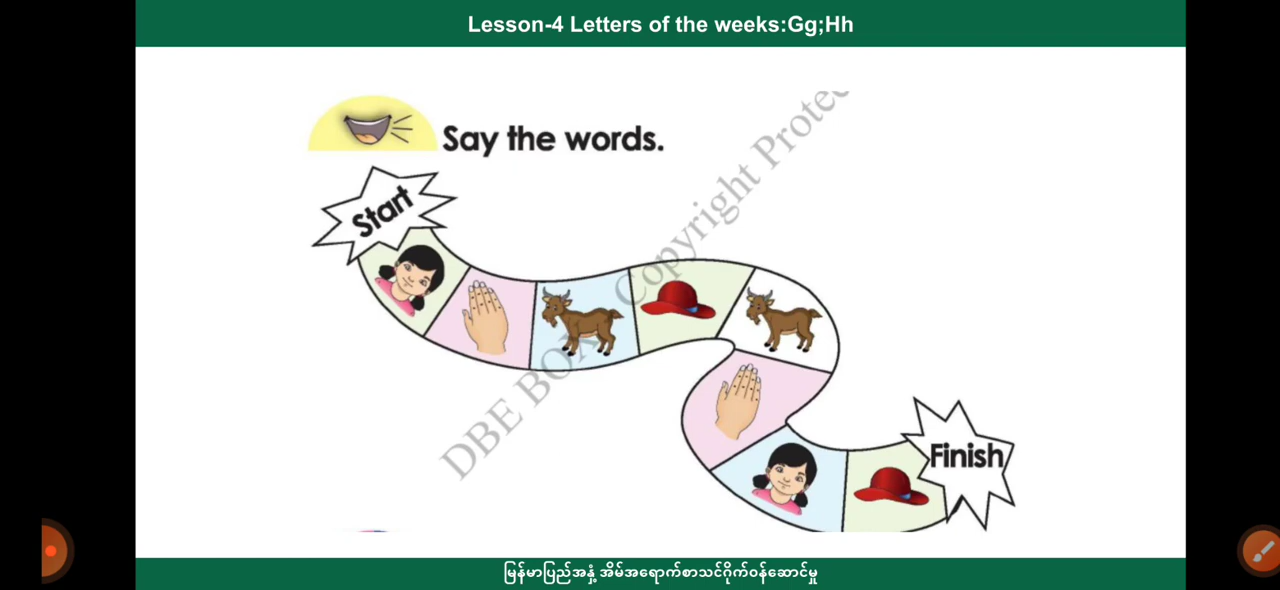 Lesson-4 Letters of the weeks:Gg;Hh
Say the words.
Start
Finish
DBE BOX Copyright Protec
မြန်မာပြည်အနှံ့ အိမ်အရောက်စာသင်ဂိုက်ဝန်ဆောင်မှု